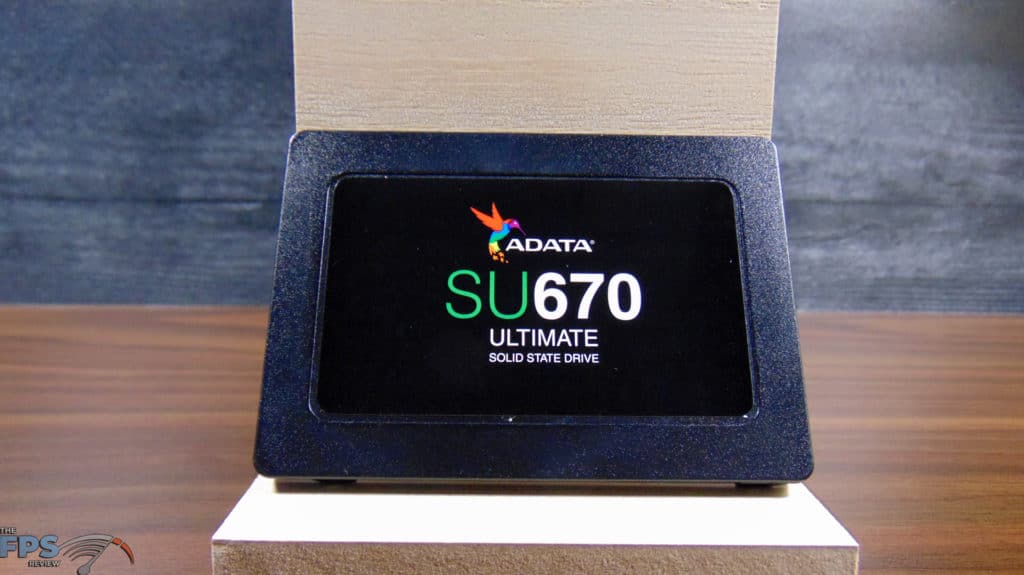 ADATA®
SU670
ULTIMATE
SOLID STATE DRIVE
THE
FPS
REVIEW